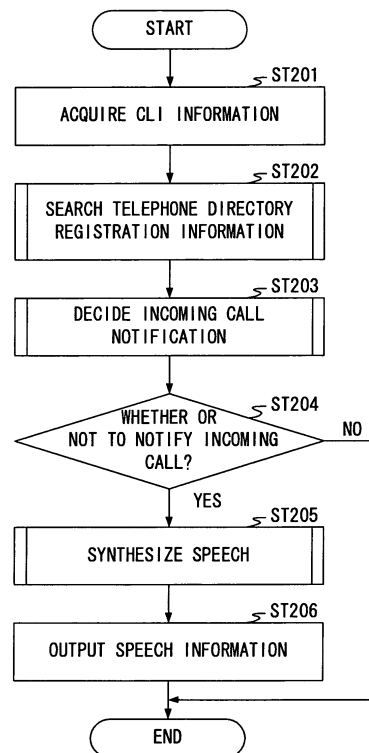 START
ST201
ACQUIRE CLI INFORMATION
ST202
SEARCH TELEPHONE DIRECTORY
REGISTRATION INFORMATION
ST203
DECIDE INCOMING CALL
NOTIFICATION
ST204
WHETHER OR
NOT TO NOTIFY INCOMING
CALL?
NO
YES
ST205
SYNTHESIZE SPEECH
ST206
OUTPUT SPEECH INFORMATION
END